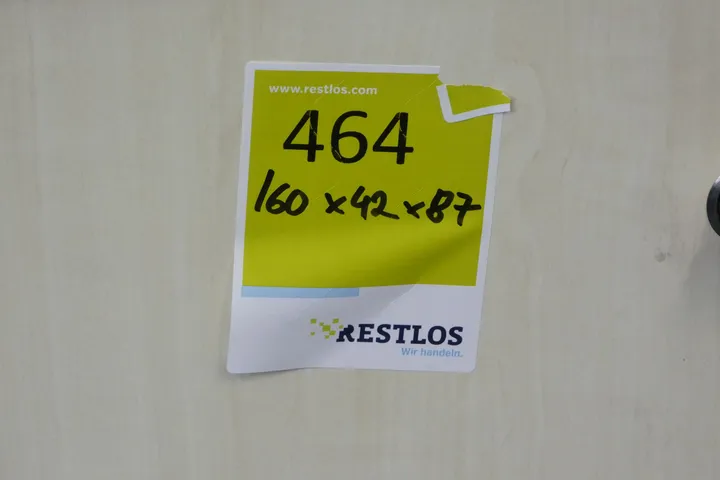 www.restlos.com
464
160 x 42 x 87
RESTLOS
Wir handeln.